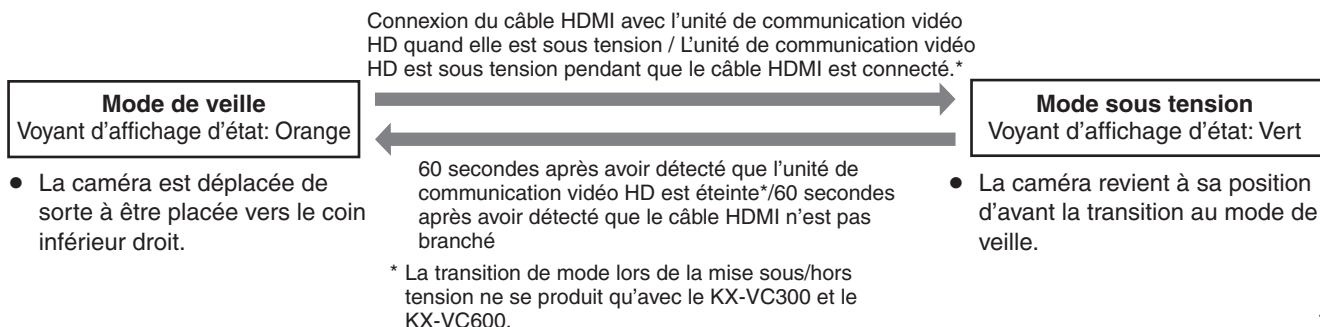 Connexion du câble HDMI avec l'unité de communication vidéo
HD quand elle est sous tension / L'unité de communication vidéo
HD est sous tension pendant que le câble HDMI est connecté.*
Mode de veille
Voyant d'affichage d'état: Orange
Mode sous tension
Voyant d'affichage d'état: Vert
● La caméra est déplacée de
sorte à être placée vers le coin
inférieur droit.
60 secondes après avoir détecté que l'unité de
communication vidéo HD est éteinte*/60 secondes
après avoir détecté que le câble HDMI n'est pas
branché
* La transition de mode lors de la mise sous/hors
tension ne se produit qu'avec le KX-VC300 et le
KX-VC600.
● La caméra revient à sa position
d'avant la transition au mode de
veille.